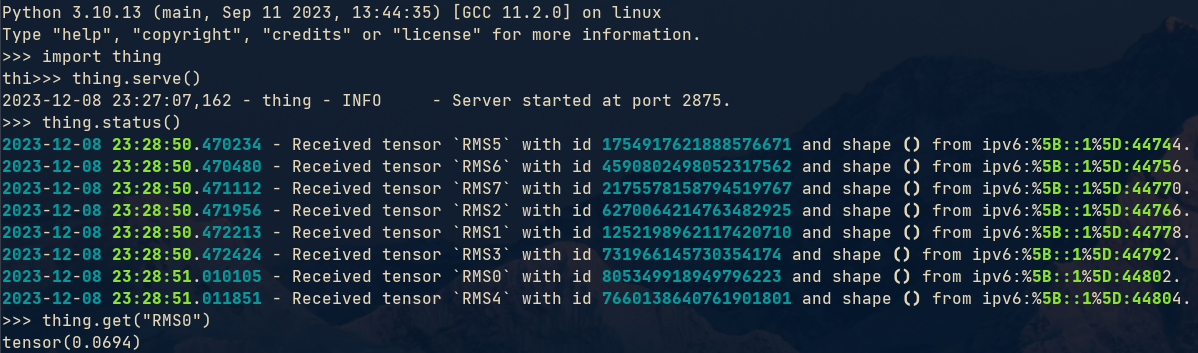 Python 3.10.13 (main, Sep 11 2023, 13:44:35) [GCC 11.2.0] on linux
Type "help", "copyright", "credits" or "license" for more information.
>>> import thing
thi>>> thing.serve()
2023-12-08 23:27:07,162 - thing - INFO     - Server started at port 2875.
>>> thing.status()
2023-12-08 23:28:50.470234 - Received tensor `RMS5` with id 1754917621888576671 and shape () from ipv6:%5B::1%5D:44744.
2023-12-08 23:28:50.470480 - Received tensor `RMS6` with id 4590802498052317562 and shape () from ipv6:%5B::1%5D:44756.
2023-12-08 23:28:50.471112 - Received tensor `RMS7` with id 2175578158794519767 and shape () from ipv6:%5B::1%5D:44770.
2023-12-08 23:28:50.471956 - Received tensor `RMS2` with id 6270064214763482925 and shape () from ipv6:%5B::1%5D:44766.
2023-12-08 23:28:50.472213 - Received tensor `RMS1` with id 1252198962117420710 and shape () from ipv6:%5B::1%5D:44778.
2023-12-08 23:28:50.472424 - Received tensor `RMS3` with id 731966145730354174 and shape () from ipv6:%5B::1%5D:44792.
2023-12-08 23:28:51.010105 - Received tensor `RMS0` with id 805349918949796223 and shape () from ipv6:%5B::1%5D:44802.
2023-12-08 23:28:51.011851 - Received tensor `RMS4` with id 7660138640761901801 and shape () from ipv6:%5B::1%5D:44804.
>>> thing.get("RMS0")
tensor(0.0694)